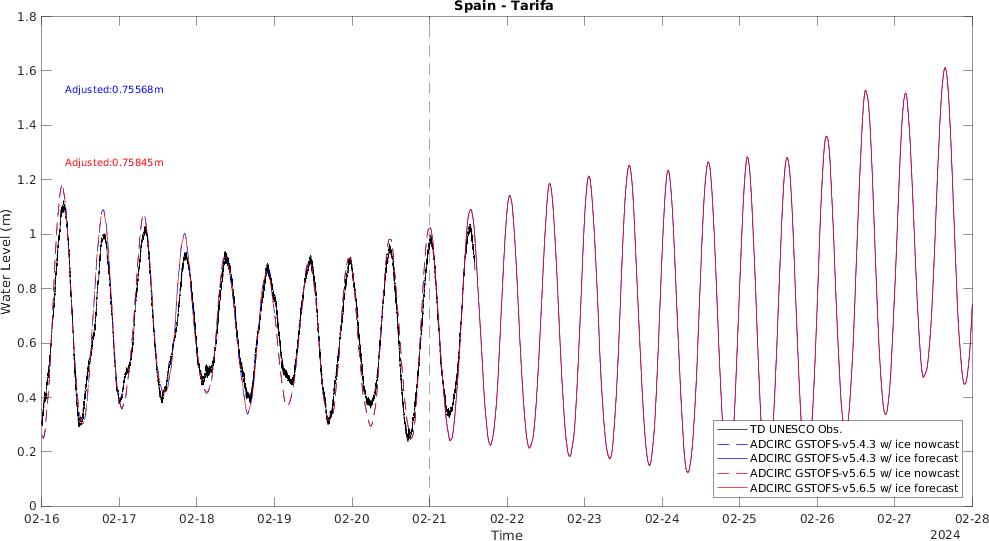 Spain - Tarifa
1.8
1.6
1.4
1.2
1
0.8
0.6
0.4
0.2
0
Water Level (m)
Adjusted:0.75568m
Adjusted:0.75845m
TD UNESCO Obs.
ADCIRC GSTOFS-v5.4.3 w/ ice nowcast
ADCIRC GSTOFS-v5.4.3 w/ ice forecast
ADCIRC GSTOFS-v5.6.5 w/ ice nowcast
ADCIRC GSTOFS-v5.6.5 w/ ice forecast
02-16 02-17 02-18 02-19 02-20 02-21 02-22 02-23 02-24 02-25 02-26 02-27 02-28
Time
2024